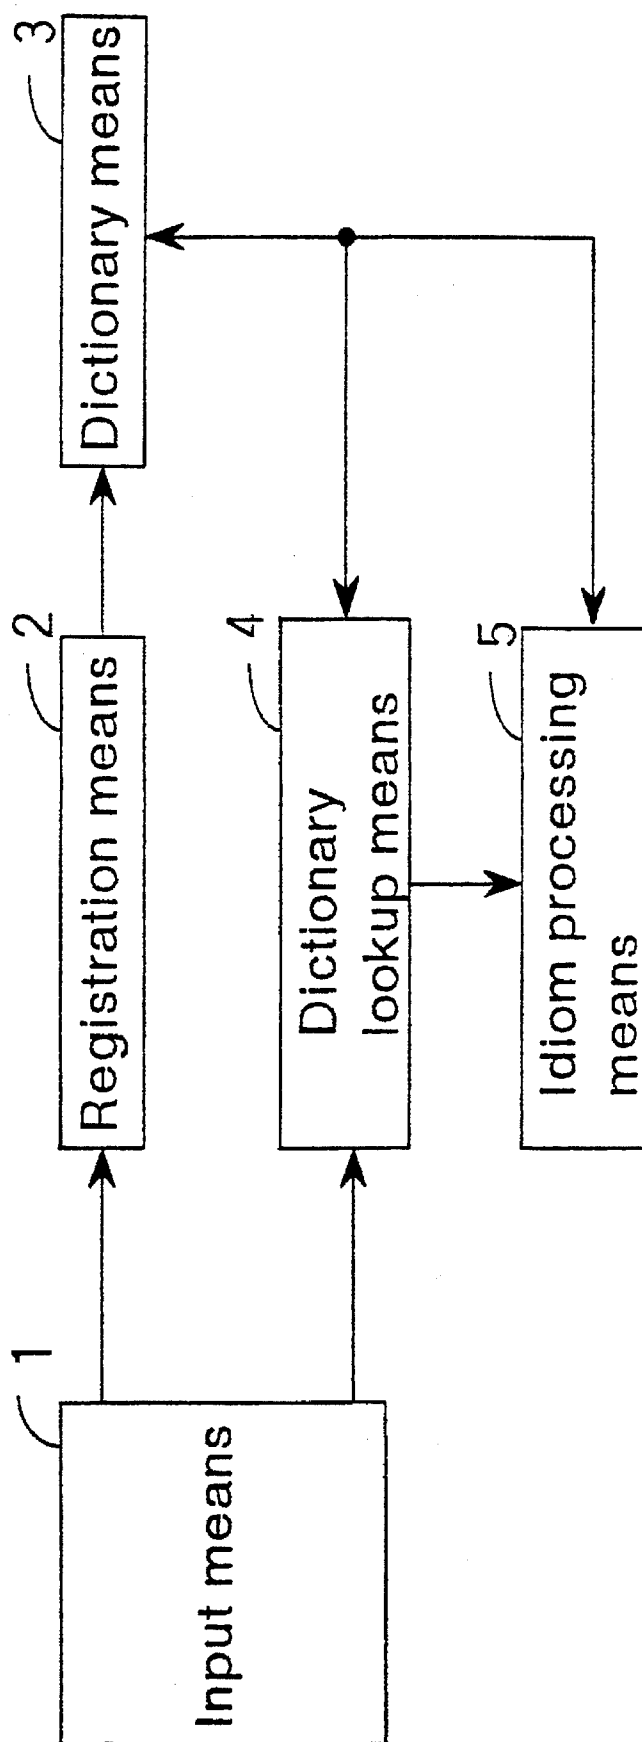 1
Input means
2
Registration means
3
Dictionary means
4
Dictionary
lookup means
5
Idiom processing
means